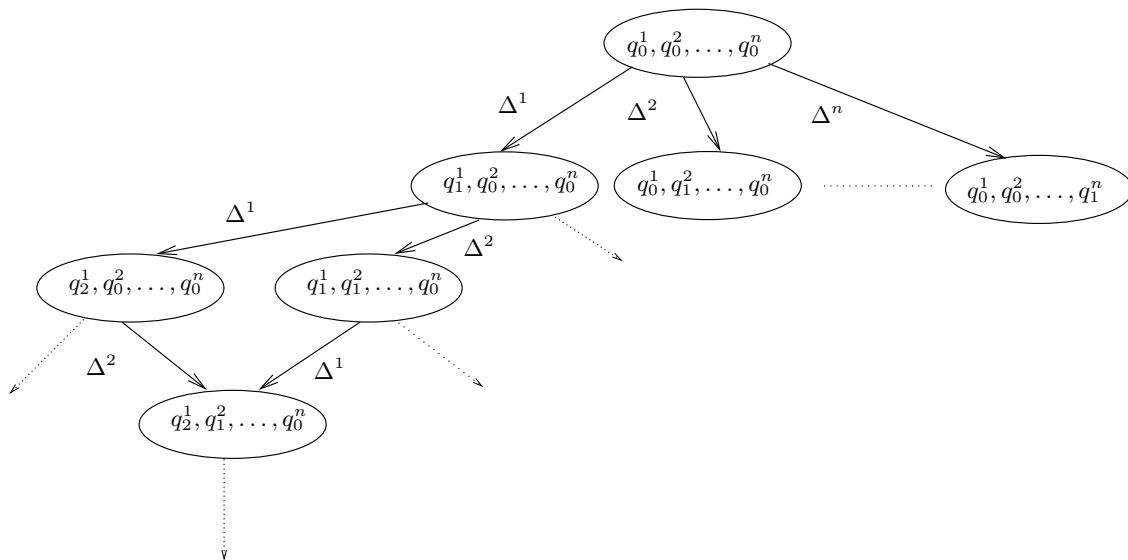 q_0^1, q_0^2, ..., q_0^n
Δ^1
Δ^2
Δ^n
q_1^1, q_0^2, ..., q_0^n
q_0^1, q_1^2, ..., q_0^n
q_0^1, q_0^2, ..., q_1^n
Δ^1
Δ^2
q_2^1, q_0^2, ..., q_0^n
q_1^1, q_1^2, ..., q_0^n
Δ^2
Δ^1
q_2^1, q_1^2, ..., q_0^n